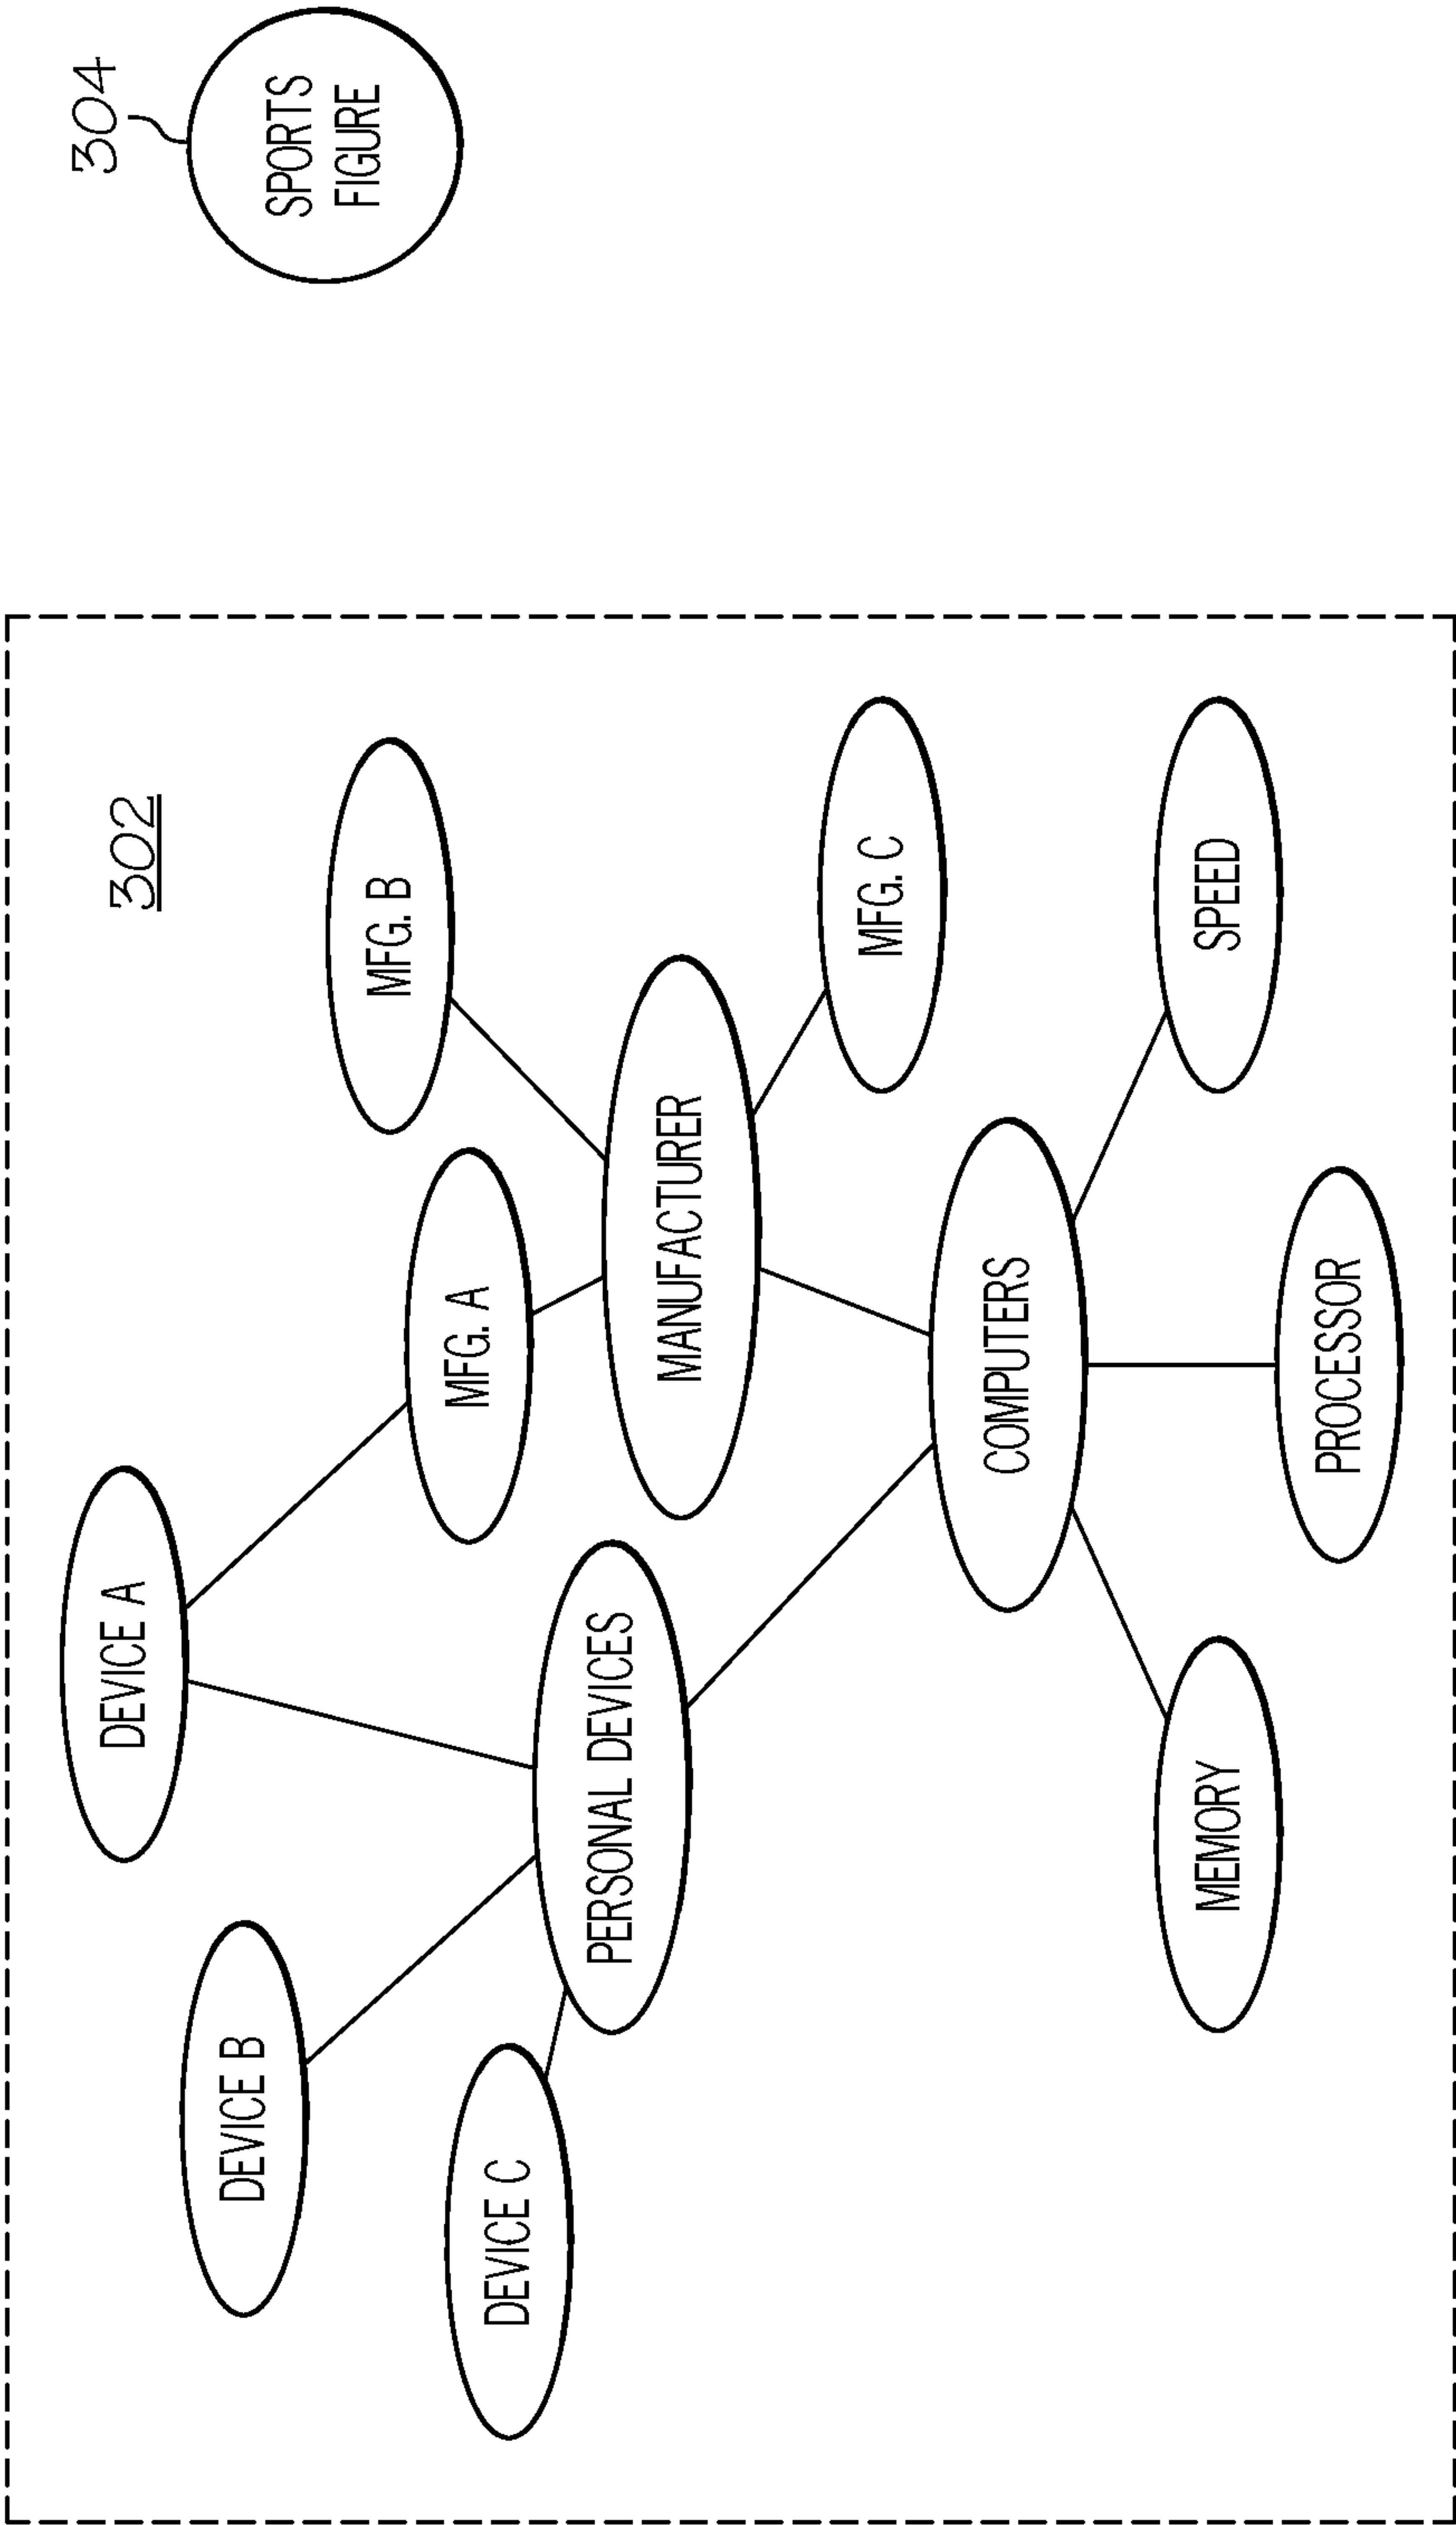 302
304
SPORTS
FIGURE
DEVICE A
MFG. B
DEVICE B
MFG. A
DEVICE C
PERSONAL DEVICES
MANUFACTURER
MFG. C
COMPUTERS
MEMORY
SPEED
PROCESSOR